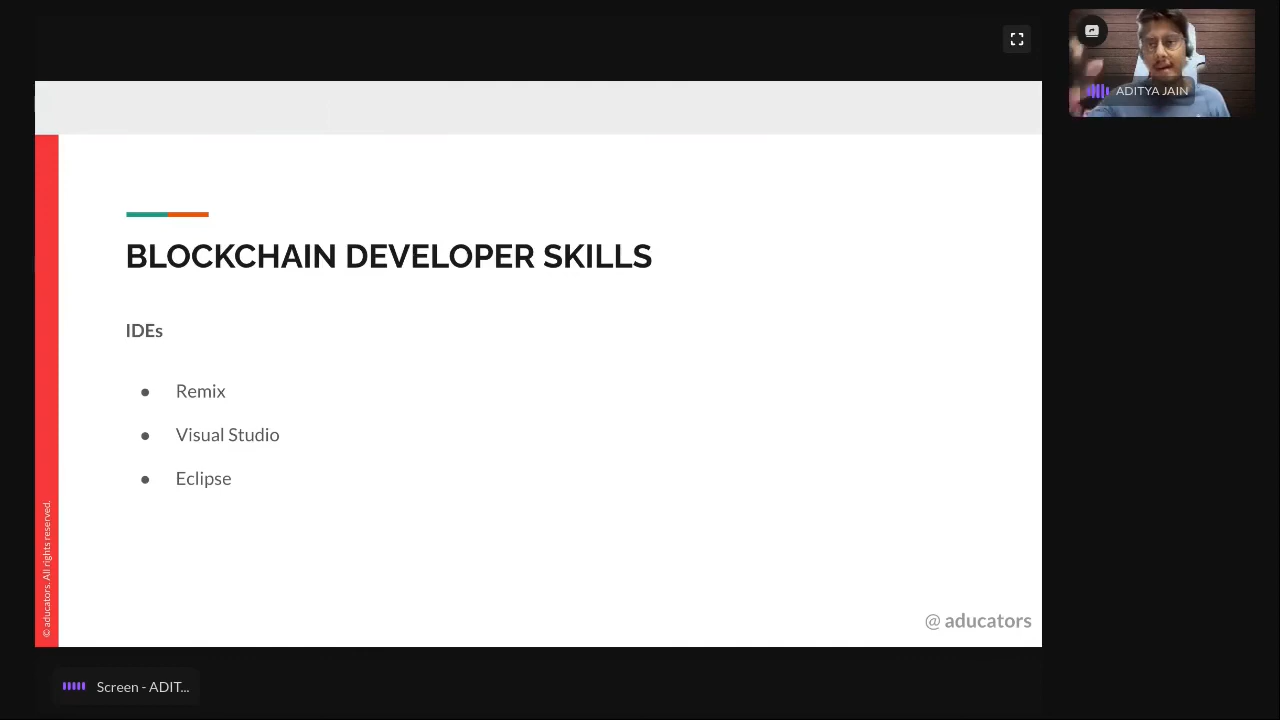 ADITYA JAIN
BLOCKCHAIN DEVELOPER SKILLS
IDEs
● Remix
● Visual Studio
● Eclipse
© aducators. All rights reserved.
@ aducators
Screen - ADIT...